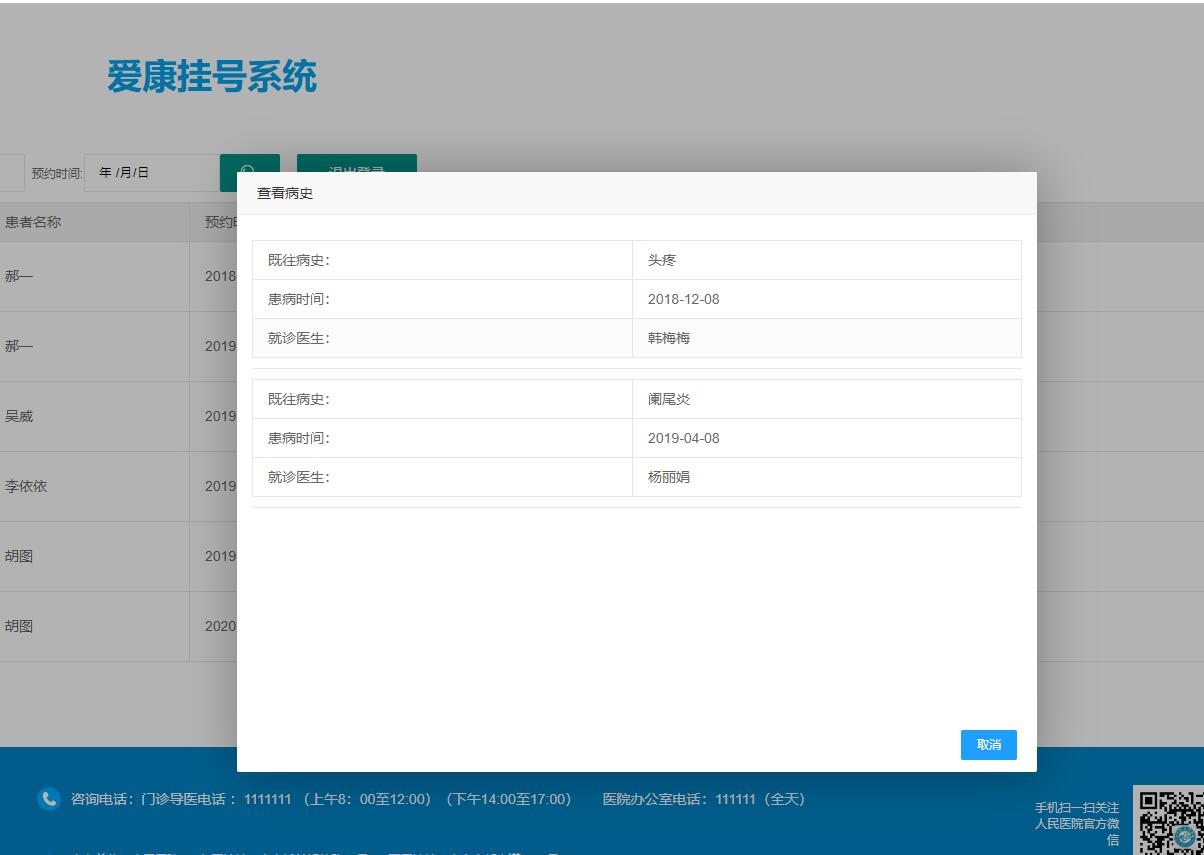 爱康挂号系统
预约时间: 年 /月/日
查看病史
患者名称 预约
既往病史： 头疼
患病时间： 2018-12-08
就诊医生： 韩梅梅
既往病史： 阑尾炎
患病时间： 2019-04-08
就诊医生： 杨丽娟
郝一 2018
郝一 2019
吴威 2019
李依依 2019
胡图 2019
胡图 2020
取消
咨询电话：门诊导医电话： 1111111 （上午8：00至12:00）（下午14:00至17:00） 医院办公室电话：111111（全天）
手机扫一扫关注
人民医院官方微
信